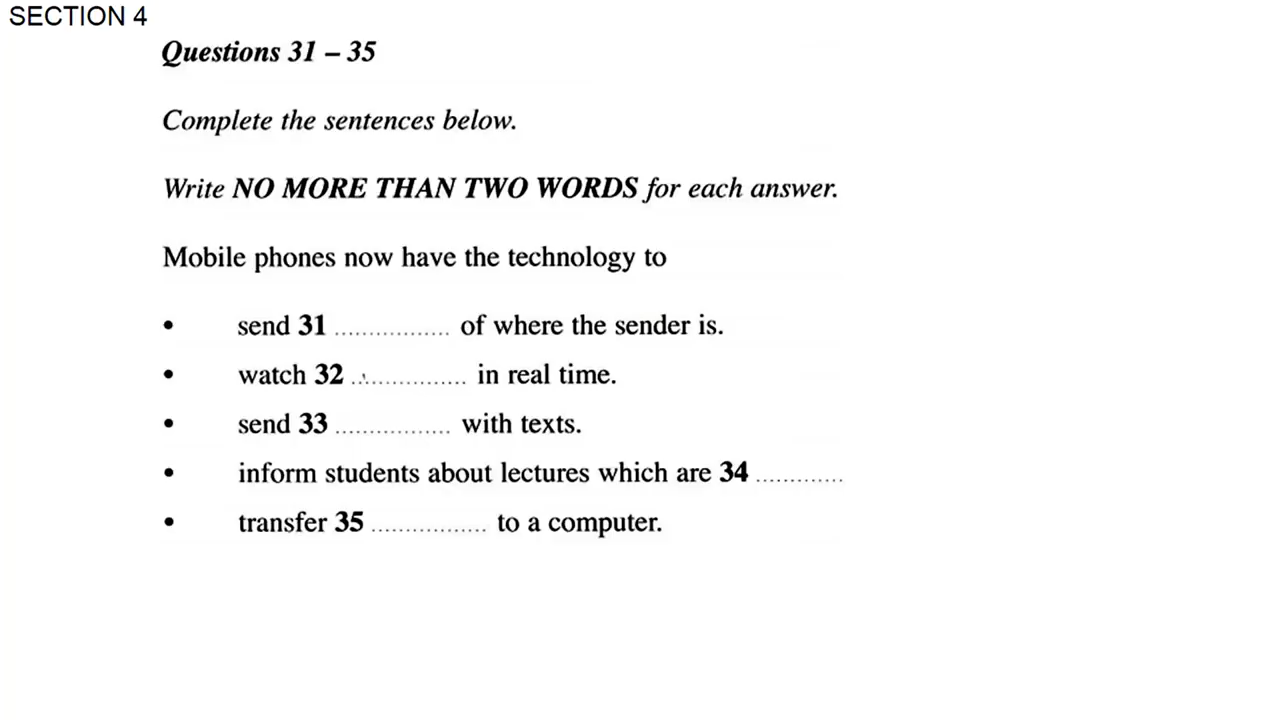 SECTION 4
Questions 31 – 35
Complete the sentences below.
Write NO MORE THAN TWO WORDS for each answer.
Mobile phones now have the technology to
• send 31 ................. of where the sender is.
• watch 32 ................. in real time.
• send 33 ................. with texts.
• inform students about lectures which are 34 .............
• transfer 35 ................. to a computer.